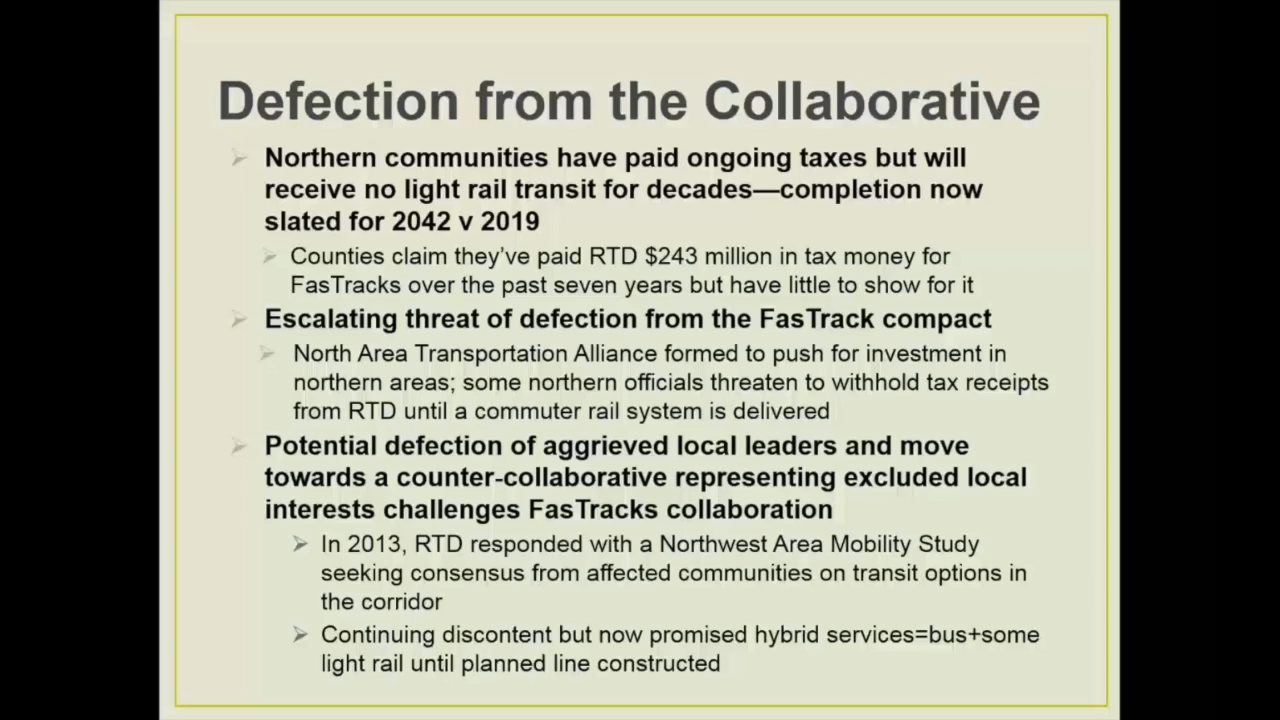 Defection from the Collaborative
Northern communities have paid ongoing taxes but will
receive no light rail transit for decades—completion now
slated for 2042 v 2019
Counties claim they've paid RTD $243 million in tax money for
FasTracks over the past seven years but have little to show for it
Escalating threat of defection from the FasTrack compact
North Area Transportation Alliance formed to push for investment in
northern areas; some northern officials threaten to withhold tax receipts
from RTD until a commuter rail system is delivered
Potential defection of aggrieved local leaders and move
towards a counter-collaborative representing excluded local
interests challenges FasTracks collaboration
In 2013, RTD responded with a Northwest Area Mobility Study
seeking consensus from affected communities on transit options in
the corridor
Continuing discontent but now promised hybrid services=bus+some
light rail until planned line constructed